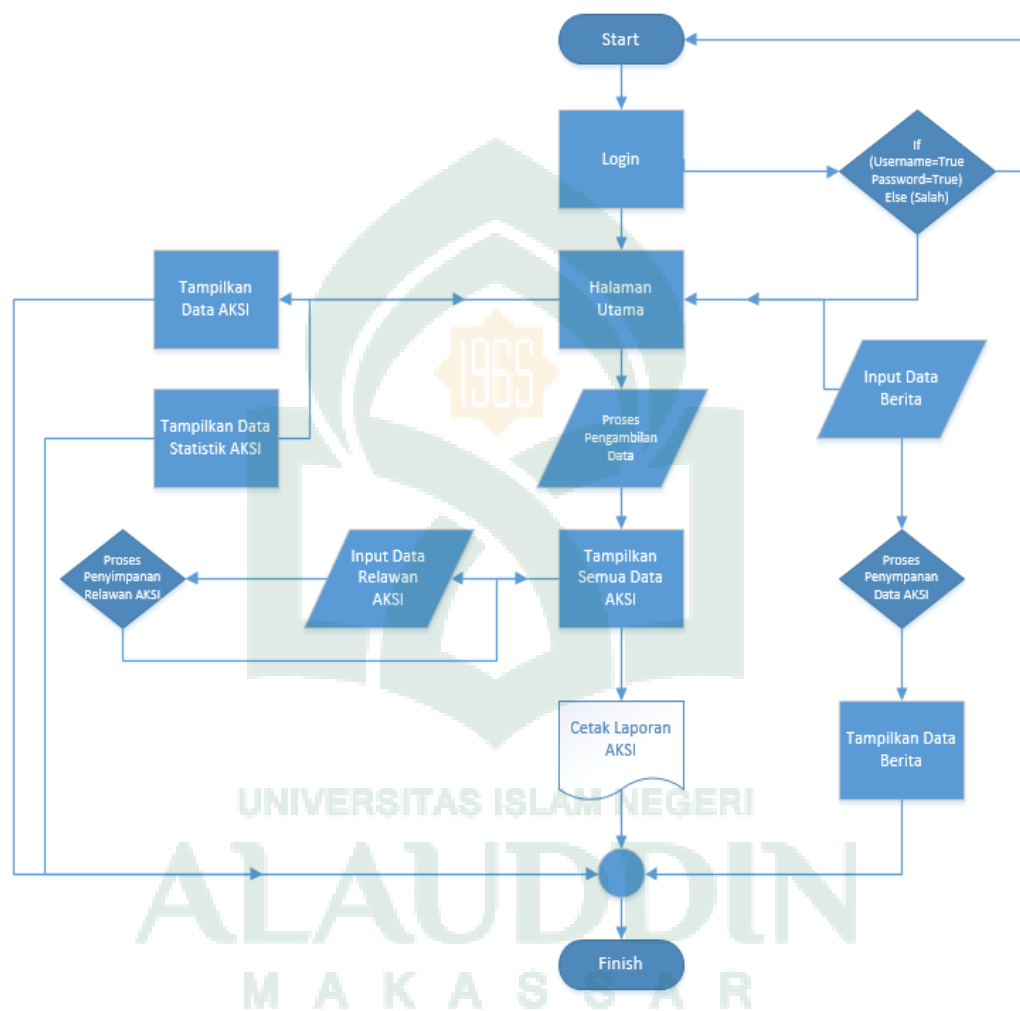 Start
Login
If
(Username=True
Password=True)
Else (Salah)
Tampilkan
Data AKSI
Halaman
Utama
1965
Input Data
Berita
Tampilkan Data
Statistik AKSI
Proses
Pengambilan
Data
Proses
Penyimpanan
Relawan AKSI
Input Data
Relawan
AKSI
Tampilkan
Semua Data
AKSI
Proses
Penympanan
Data AKSI
Cetak Laporan
AKSI
Tampilkan Data
Berita
UNIVERSITAS ISLAM NEGERI
ALAUDDIN
Finish
MAKASSAR